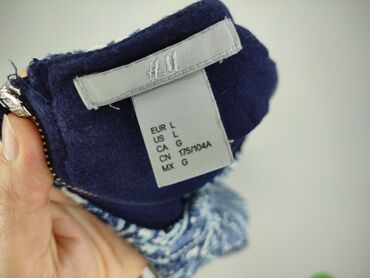 H&M
EUR L
US L
CA G
CN 175/104A
MX G